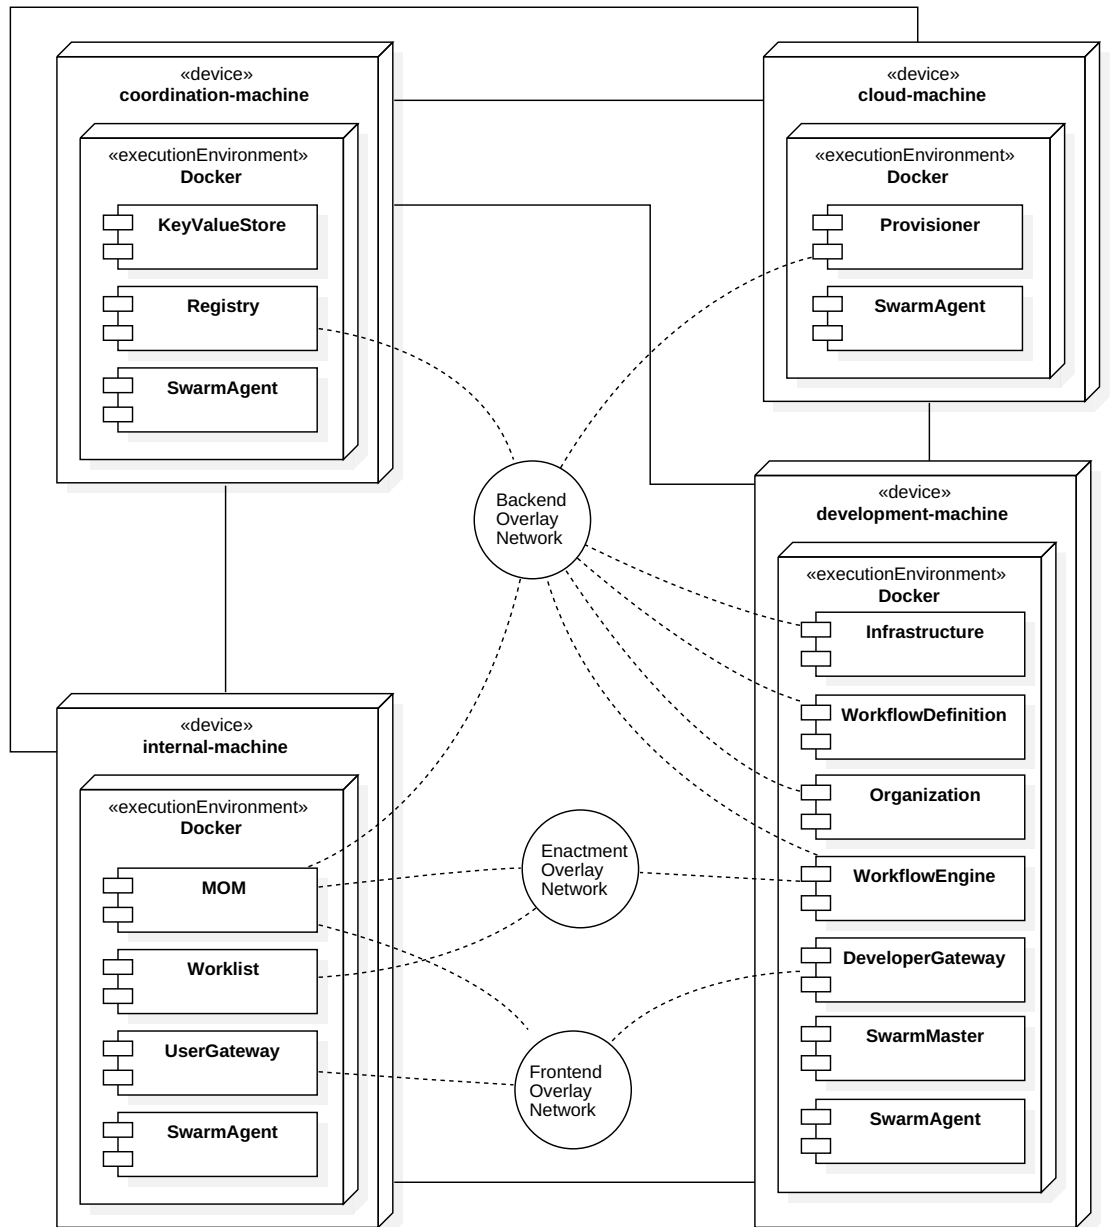 «device»
coordination-machine
«executionEnvironment»
Docker
KeyValueStore
Registry
SwarmAgent
«device»
cloud-machine
«executionEnvironment»
Docker
Provisioner
SwarmAgent
Backend
Overlay
Network
«device»
development-machine
«executionEnvironment»
Docker
Infrastructure
WorkflowDefinition
Organization
WorkflowEngine
DeveloperGateway
SwarmMaster
SwarmAgent
«device»
internal-machine
«executionEnvironment»
Docker
MOM
Worklist
UserGateway
SwarmAgent
Enactment
Overlay
Network
Frontend
Overlay
Network